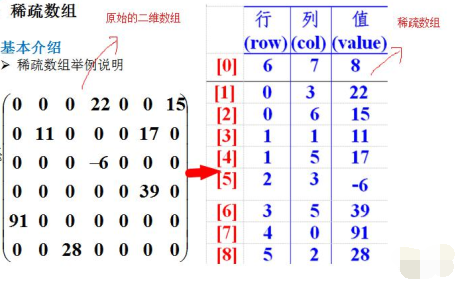 稀疏数组
原始的二维数组
基本介绍
➢ 稀疏数组举例说明
0 0 0 22 0 0 15
0 11 0 0 0 17 0
0 0 0 –6 0 0 0
0 0 0 0 0 39 0
91 0 0 0 0 0 0
0 0 28 0 0 0 0
行 列 值
(row) (col) (value)
稀疏数组
[0] 6 7 8
[1] 0 3 22
[2] 0 6 15
[3] 1 1 11
[4] 1 5 17
[5] 2 3 -6
[6] 3 5 39
[7] 4 0 91
[8] 5 2 28